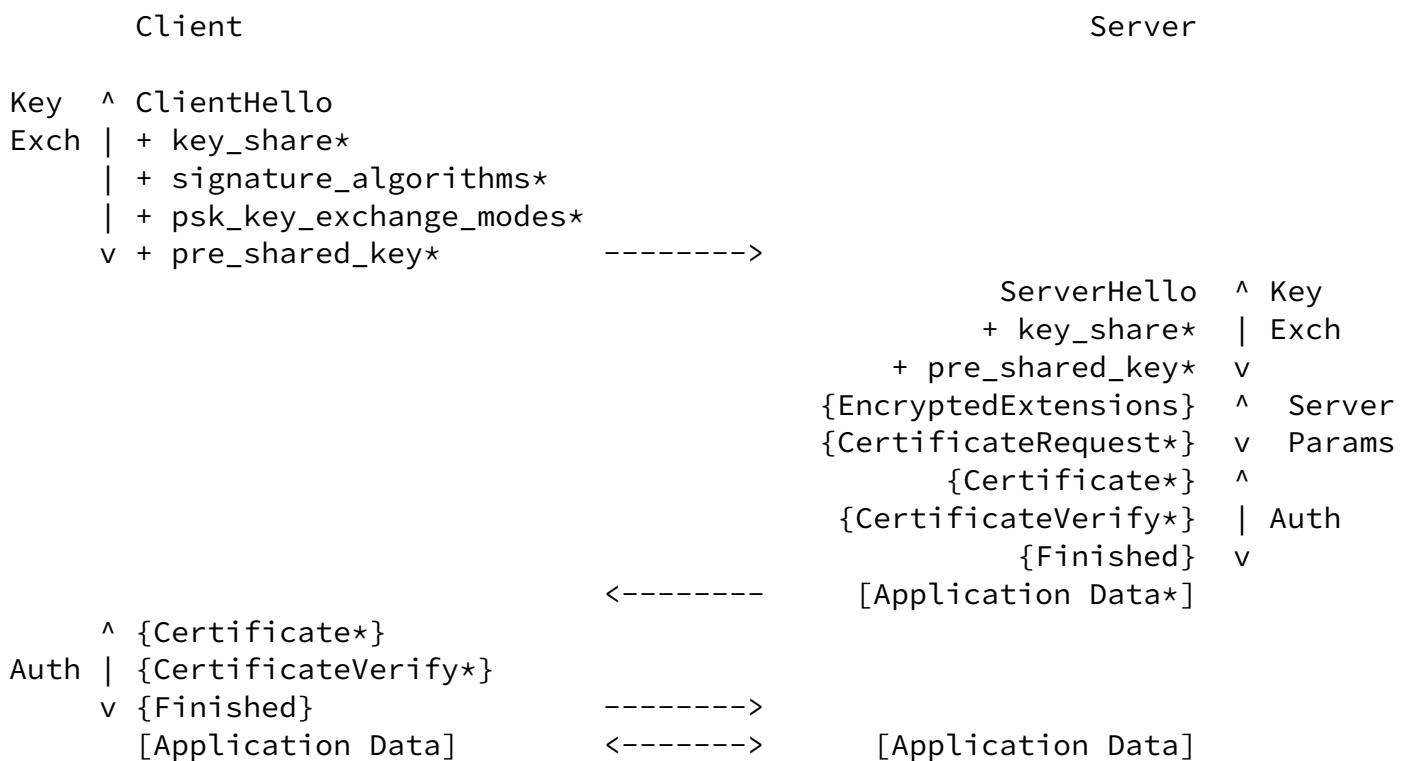 Client                                           Server

Key  ^ ClientHello
Exch | + key_share*
     | + signature_algorithms*
     | + psk_key_exchange_modes*
     v + pre_shared_key*         -------->
                                                  ServerHello  ^ Key
                                                 + key_share*  | Exch
                                            + pre_shared_key*  v
                                        {EncryptedExtensions}  ^  Server
                                        {CertificateRequest*}  v  Params
                                               {Certificate*}  ^
                                         {CertificateVerify*}  | Auth
                                                   {Finished}  v
                                 <--------     [Application Data*]
     ^ {Certificate*}
Auth | {CertificateVerify*}
     v {Finished}                -------->
       [Application Data]        <------->      [Application Data]